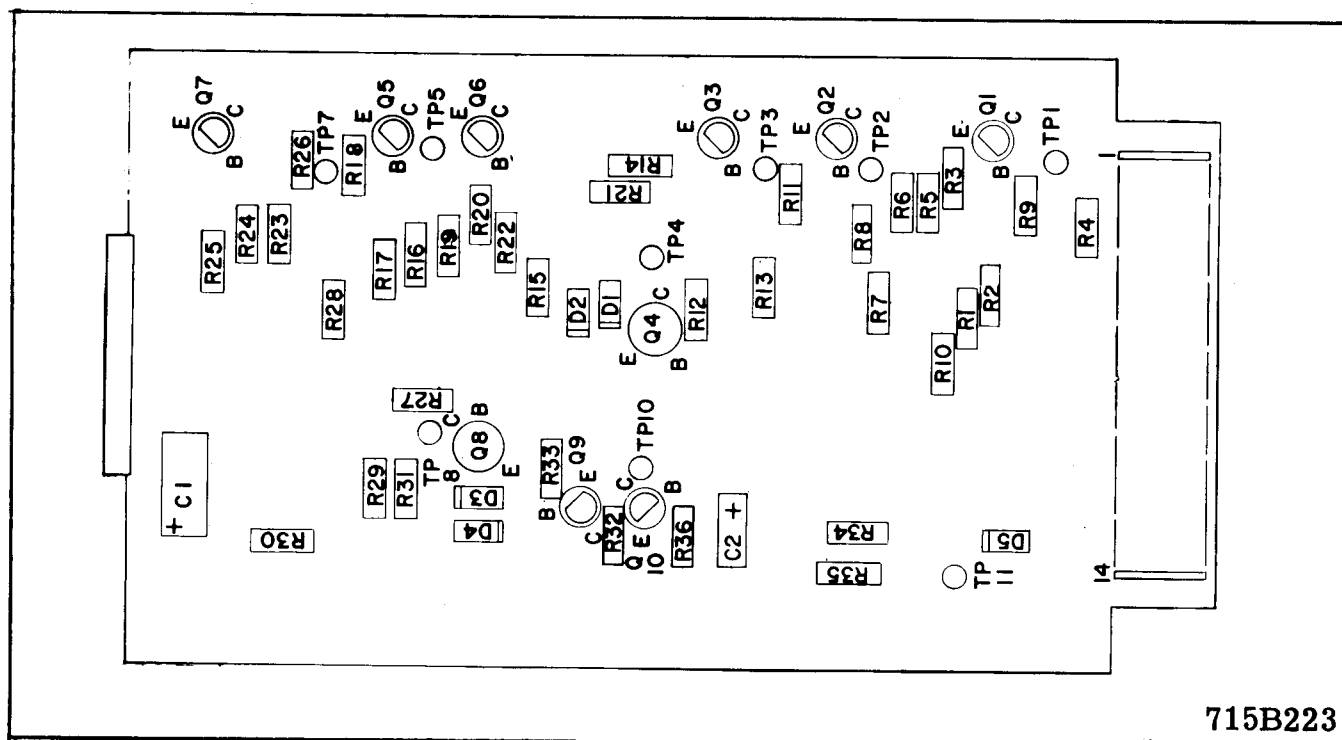 E Q7 C B
R26
TP7
R18
E Q5 C B
TP5
E Q6 C B
E Q3 C B
TP3
E Q2 C B
TP2
E Q1 C B
TP1
1
R14
R21
R11
R6
R5
R3
R9
R4
R25
R24
R23
R17
R16
R19
R20
R22
R8
TP4
R28
R15
D2
D1
C
Q4
E
B
R12
R13
R7
R10
R1
R2
R27
C
B
Q8
E
TP
8
C1
+
R29
R31
D3
D4
R30
R33
Q9
E
B
C
TP10
C
B
R32
E
Q
10
R36
C2 +
R34
R35
D5
TP
11
14
715B223